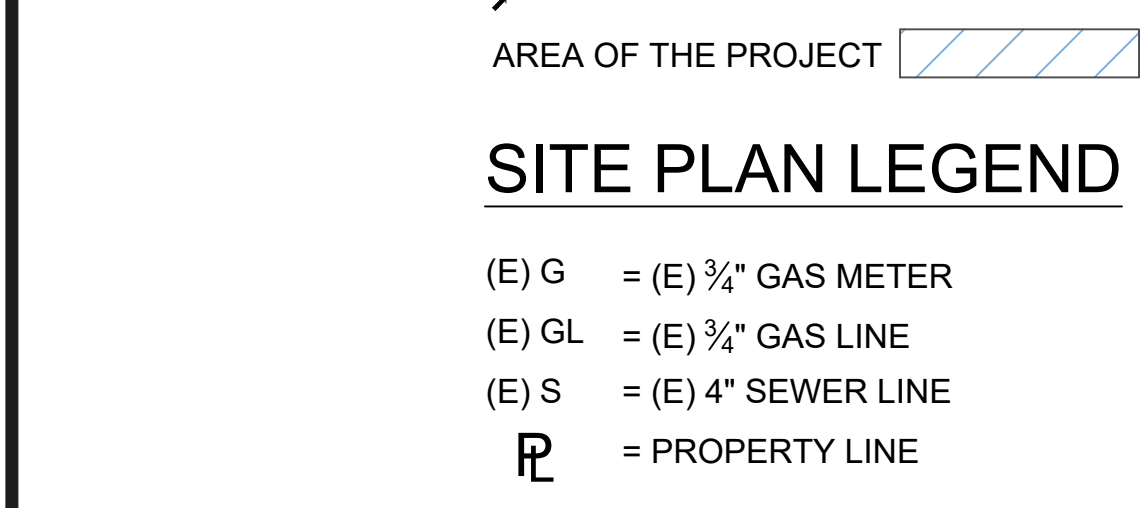 AREA OF THE PROJECT
SITE PLAN LEGEND
(E) G = (E) ¾" GAS METER
(E) GL = (E) ¾" GAS LINE
(E) S = (E) 4" SEWER LINE
PL = PROPERTY LINE